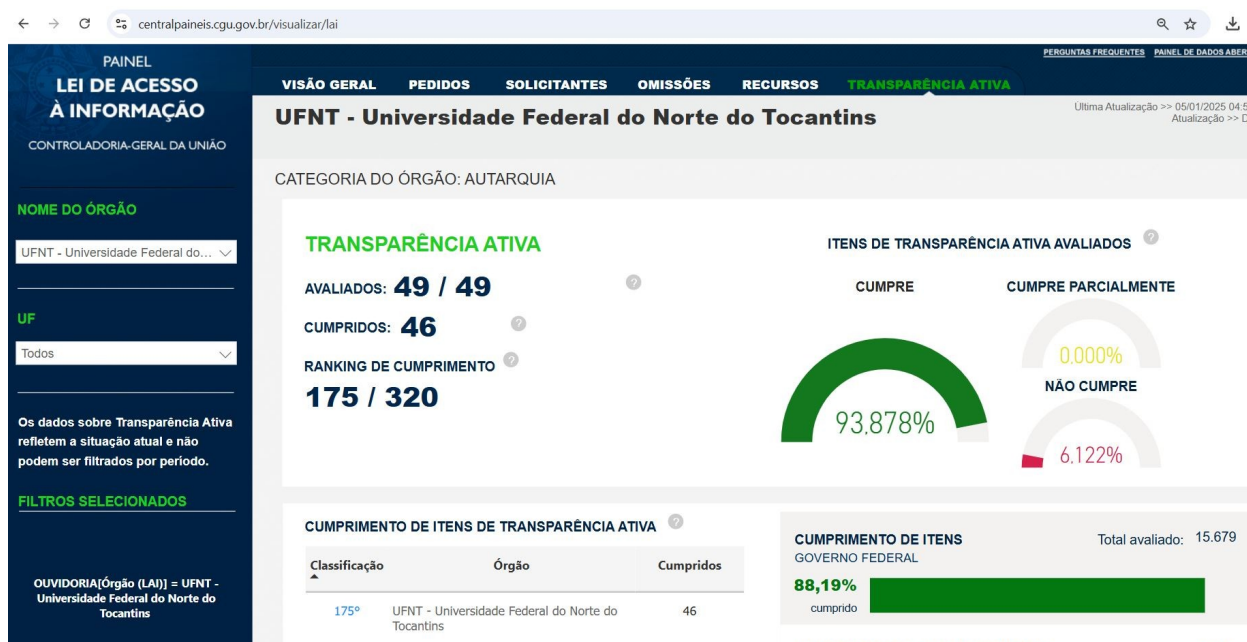 centralpaineis.cgu.gov.br/visualizar/lai
PERGUNTAS FREQUENTES PAINEL DE DADOS
PAINEL
LEI DE ACESSO
À INFORMAÇÃO
CONTROLADORIA-GERAL DA UNIÃO
VISÃO GERAL PEDIDOS SOLICITANTES OMISSÕES RECURSOS TRANSPARÊNCIA ATIVA
UFNT - Universidade Federal do Norte do Tocantins
Última Atualização >> 05/01/2025
Atualização >>
CATEGORIA DO ÓRGÃO: AUTARQUIA
NOME DO ÓRGÃO
UFNT - Universidade Federal do...
UF
Todos
Os dados sobre Transparência Ativa
refletem a situação atual e não
podem ser filtrados por período.
FILTROS SELECIONADOS
OUVIDORIA[Órgão (LAI)] = UFNT -
Universidade Federal do Norte do
Tocantins
TRANSPARÊNCIA ATIVA ?
AVALIADOS: 49 / 49 ?
CUMPRIDOS: 46 ?
RANKING DE CUMPRIMENTO ?
175 / 320
ITENS DE TRANSPARÊNCIA ATIVA AVALIADOS ?
CUMPRE
93,878%
CUMPRE PARCIALMENTE
0,000%
NÃO CUMPRE
6,122%
CUMPRIMENTO DE ITENS DE TRANSPARÊNCIA ATIVA ?
Classificação Órgão Cumpridos
175º UFNT - Universidade Federal do Norte do 46
Tocantins
CUMPRIMENTO DE ITENS Total avaliado: 15.679
GOVERNO FEDERAL
88,19%
cumprido